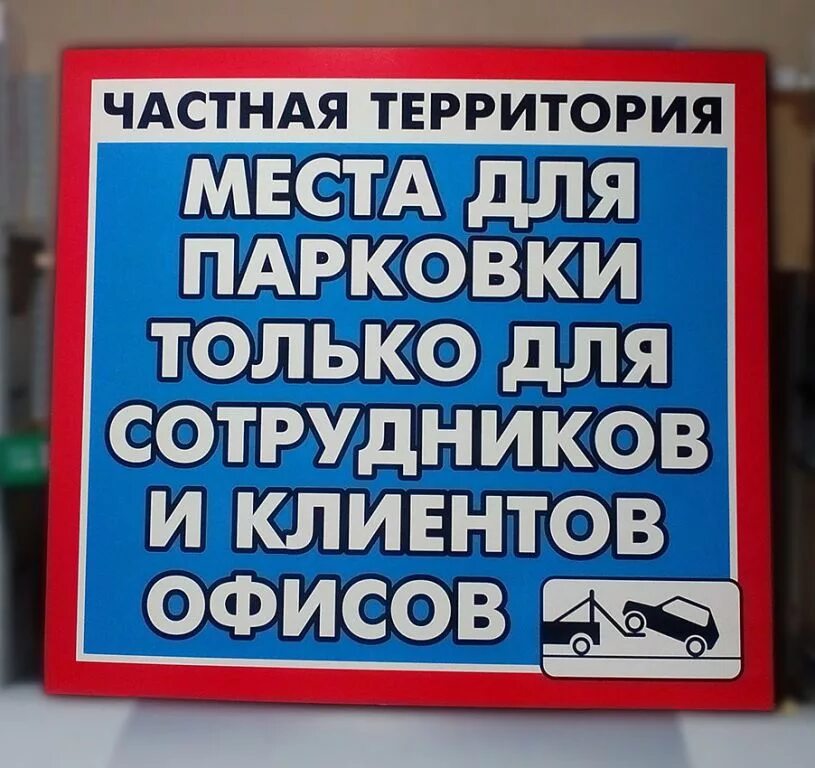 ЧАСТНАЯ ТЕРРИТОРИЯ
МЕСТА ДЛЯ
ПАРКОВКИ
ТОЛЬКО ДЛЯ
СОТРУДНИКОВ
И КЛИЕНТОВ
ОФИСОВ